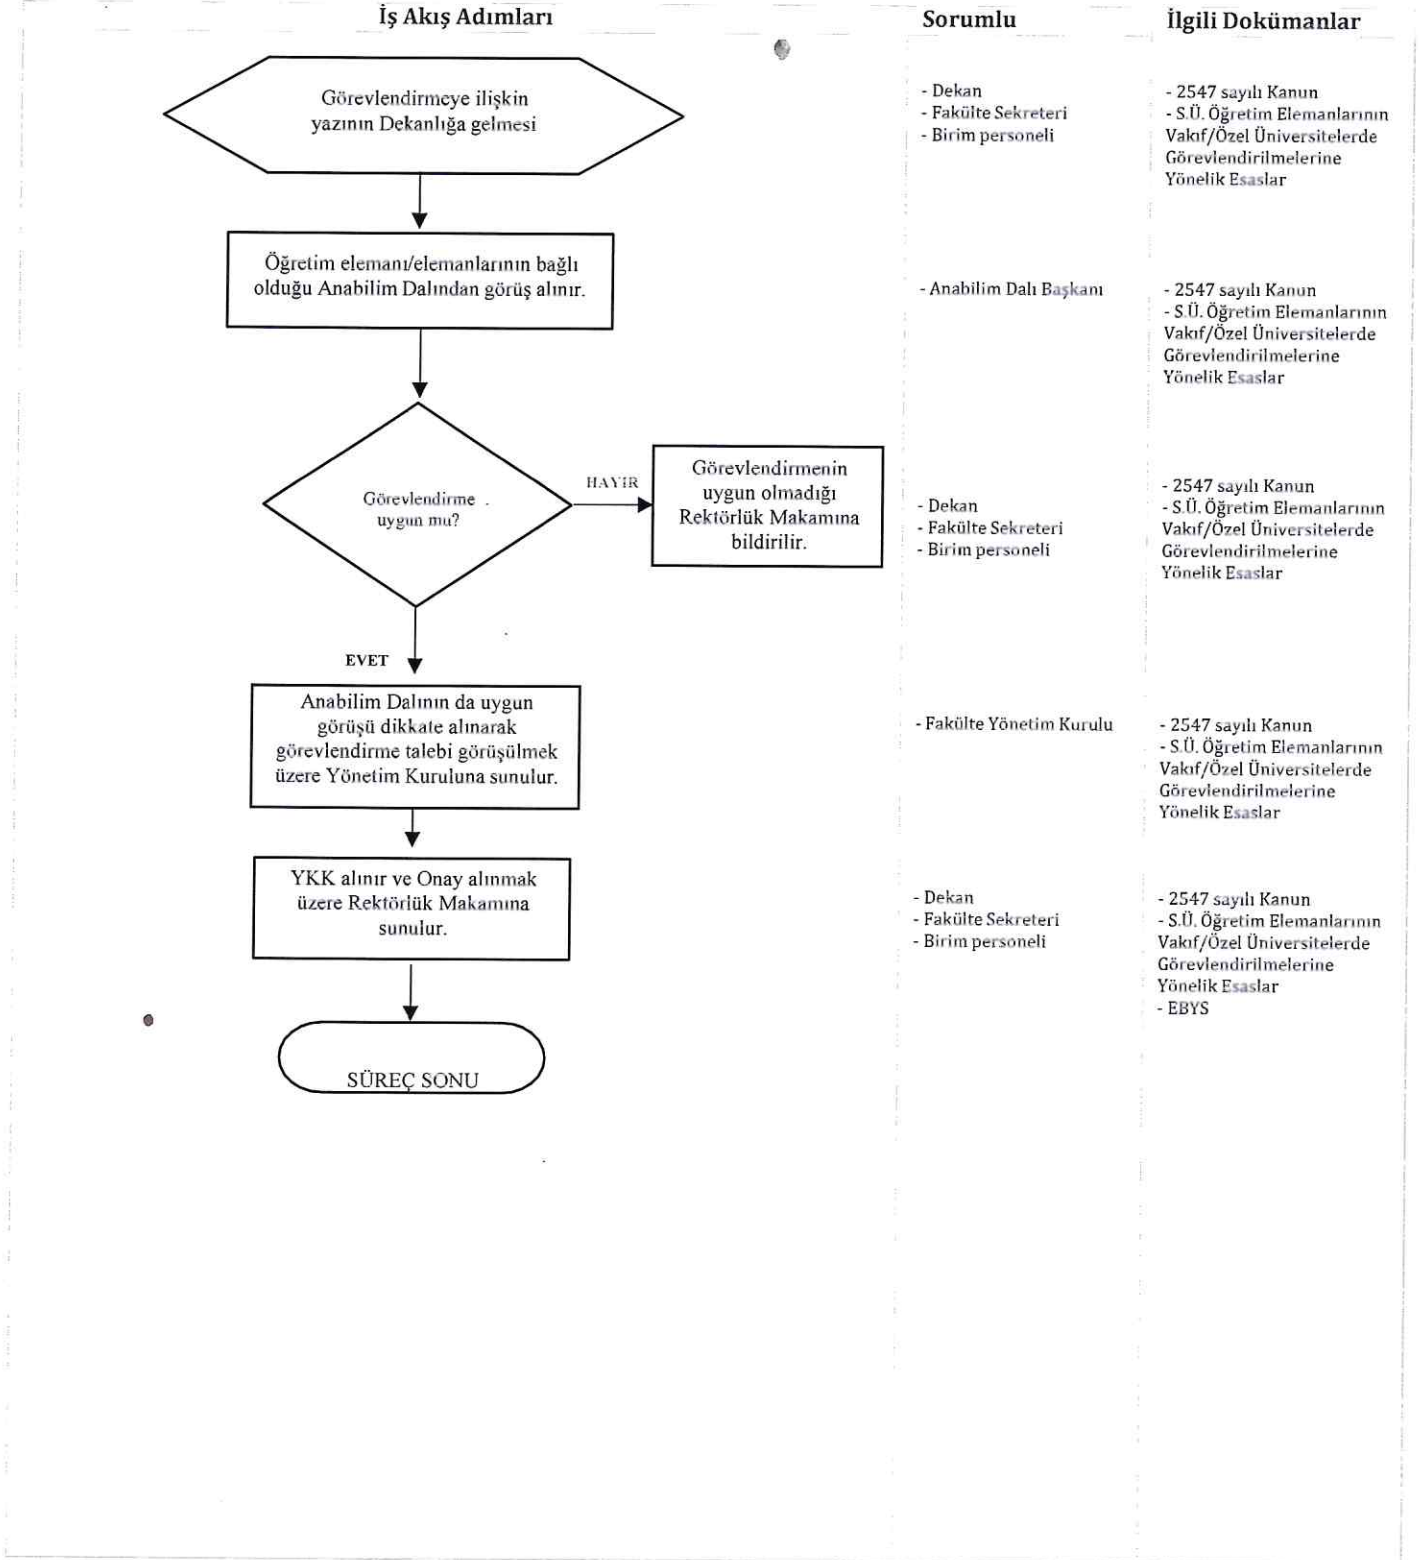 İş Akış Adımları
Sorumlu
İlgili Dokümanlar
Görevlendirmeye ilişkin
yazının Dekanlığa gelmesi
- Dekan
- Fakülte Sekreteri
- Birim personeli
- 2547 sayılı Kanun
- S.Ü. Öğretim Elemanlarının
Vakıf/Özel Üniversitelerde
Görevlendirilmelerine
Yönelik Esaslar
Öğretim elemanı/elemanlarının bağlı
olduğu Anabilim Dalından görüş alınır.
- Anabilim Dalı Başkanı
- 2547 sayılı Kanun
- S.Ü. Öğretim Elemanlarının
Vakıf/Özel Üniversitelerde
Görevlendirilmelerine
Yönelik Esaslar
Görevlendirme
uygun mu?
HAYIR
Görevlendirmenin
uygun olmadığı
Rektörlük Makamına
bildirilir.
- Dekan
- Fakülte Sekreteri
- Birim personeli
- 2547 sayılı Kanun
- S.Ü. Öğretim Elemanlarının
Vakıf/Özel Üniversitelerde
Görevlendirilmelerine
Yönelik Esaslar
EVET
Anabilim Dalının da uygun
görüşü dikkate alınarak
görevlendirme talebi görüşülmek
üzere Yönetim Kuruluna sunulur.
- Fakülte Yönetim Kurulu
- 2547 sayılı Kanun
- S.Ü. Öğretim Elemanlarının
Vakıf/Özel Üniversitelerde
Görevlendirilmelerine
Yönelik Esaslar
YKK alınır ve Onay alınmak
üzere Rektörlük Makamına
sunulur.
- Dekan
- Fakülte Sekreteri
- Birim personeli
- 2547 sayılı Kanun
- S.Ü. Öğretim Elemanlarının
Vakıf/Özel Üniversitelerde
Görevlendirilmelerine
Yönelik Esaslar
- EBYS
SÜREÇ SONU